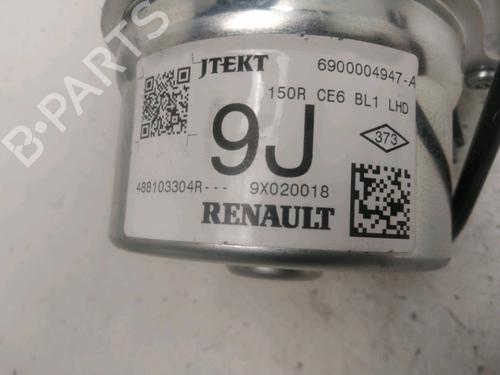 JTEKT 6900004947-A
150R CE6 BL1 LHD
9J
373
488103304R--- 9X020018
RENAULT
B-PARTS